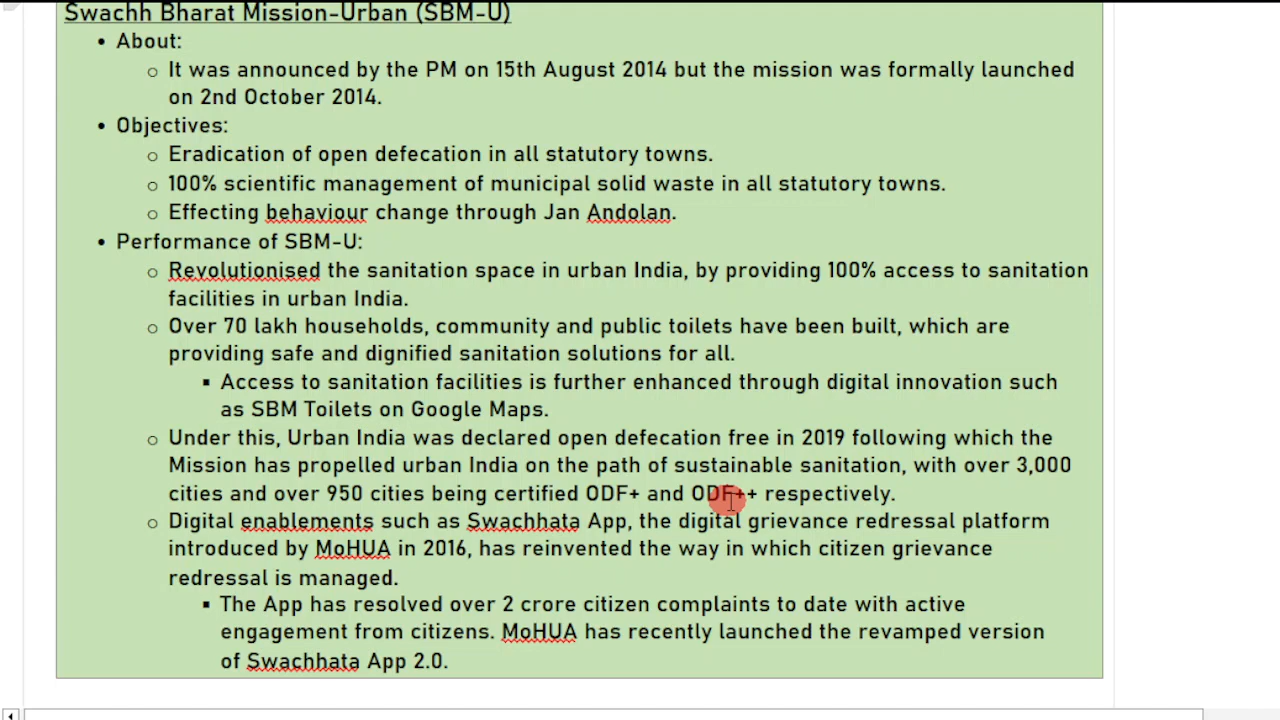 Swachh Bharat Mission-Urban (SBM-U)
• About:
o It was announced by the PM on 15th August 2014 but the mission was formally launched
on 2nd October 2014.
• Objectives:
o Eradication of open defecation in all statutory towns.
o 100% scientific management of municipal solid waste in all statutory towns.
o Effecting behaviour change through Jan Andolan.
• Performance of SBM-U:
o Revolutionised the sanitation space in urban India, by providing 100% access to sanitation
facilities in urban India.
o Over 70 lakh households, community and public toilets have been built, which are
providing safe and dignified sanitation solutions for all.
▪ Access to sanitation facilities is further enhanced through digital innovation such
as SBM Toilets on Google Maps.
o Under this, Urban India was declared open defecation free in 2019 following which the
Mission has propelled urban India on the path of sustainable sanitation, with over 3,000
cities and over 950 cities being certified ODF+ and ODF++ respectively.
o Digital enablements such as Swachhata App, the digital grievance redressal platform
introduced by MoHUA in 2016, has reinvented the way in which citizen grievance
redressal is managed.
▪ The App has resolved over 2 crore citizen complaints to date with active
engagement from citizens. MoHUA has recently launched the revamped version
of Swachhata App 2.0.